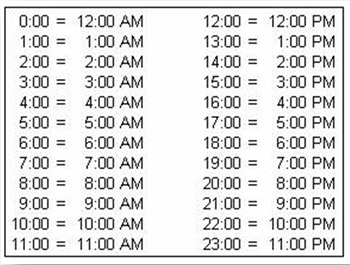 0:00 = 12:00 AM 12:00 = 12:00 PM
1:00 = 1:00 AM 13:00 = 1:00 PM
2:00 = 2:00 AM 14:00 = 2:00 PM
3:00 = 3:00 AM 15:00 = 3:00 PM
4:00 = 4:00 AM 16:00 = 4:00 PM
5:00 = 5:00 AM 17:00 = 5:00 PM
6:00 = 6:00 AM 18:00 = 6:00 PM
7:00 = 7:00 AM 19:00 = 7:00 PM
8:00 = 8:00 AM 20:00 = 8:00 PM
9:00 = 9:00 AM 21:00 = 9:00 PM
10:00 = 10:00 AM 22:00 = 10:00 PM
11:00 = 11:00 AM 23:00 = 11:00 PM